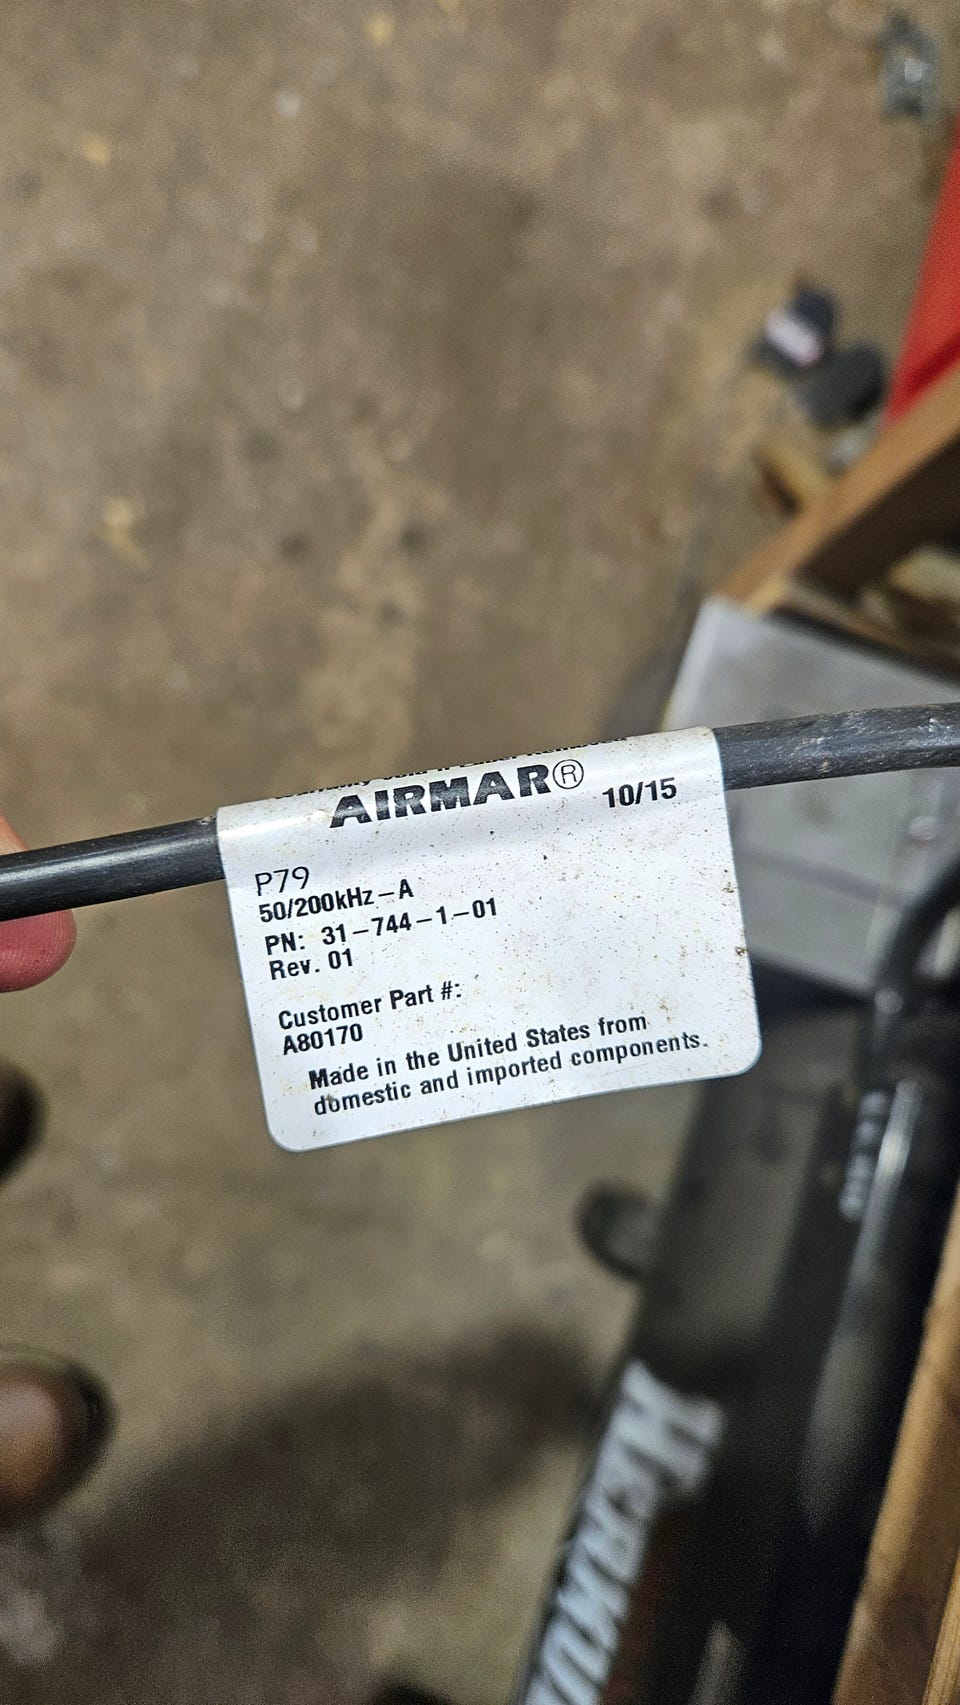 AIRMAR®
10/15
P79
50/200kHz–A
PN: 31–744–1–01
Rev. 01
Customer Part #:
A80170
Made in the United States from
domestic and imported components.